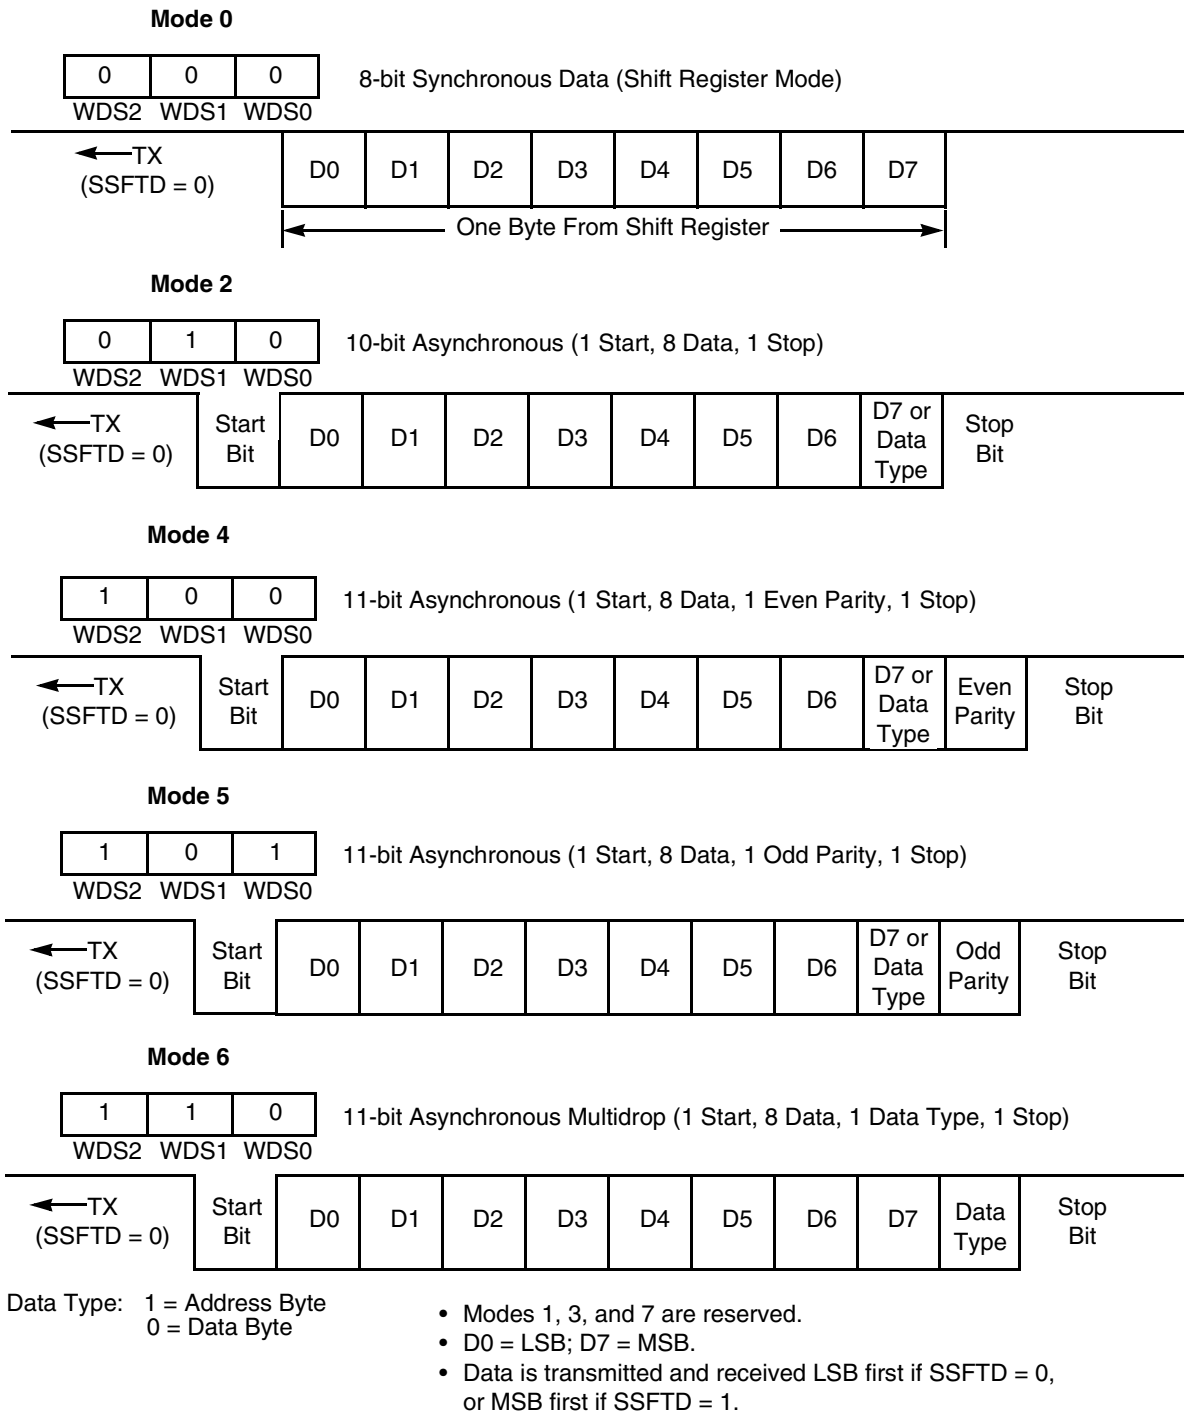 Mode 0
0 0 0 8-bit Synchronous Data (Shift Register Mode)
WDS2 WDS1 WDS0
TX
(SSFTD = 0)
D0 D1 D2 D3 D4 D5 D6 D7
One Byte From Shift Register
Mode 2
0 1 0 10-bit Asynchronous (1 Start, 8 Data, 1 Stop)
WDS2 WDS1 WDS0
TX
(SSFTD = 0)
Start
Bit
D0 D1 D2 D3 D4 D5 D6
D7 or
Data
Type
Stop
Bit
Mode 4
1 0 0 11-bit Asynchronous (1 Start, 8 Data, 1 Even Parity, 1 Stop)
WDS2 WDS1 WDS0
TX
(SSFTD = 0)
Start
Bit
D0 D1 D2 D3 D4 D5 D6
D7 or
Data
Type
Even
Parity
Stop
Bit
Mode 5
1 0 1 11-bit Asynchronous (1 Start, 8 Data, 1 Odd Parity, 1 Stop)
WDS2 WDS1 WDS0
TX
(SSFTD = 0)
Start
Bit
D0 D1 D2 D3 D4 D5 D6
D7 or
Data
Type
Odd
Parity
Stop
Bit
Mode 6
1 1 0 11-bit Asynchronous Multidrop (1 Start, 8 Data, 1 Data Type, 1 Stop)
WDS2 WDS1 WDS0
TX
(SSFTD = 0)
Start
Bit
D0 D1 D2 D3 D4 D5 D6 D7
Data
Type
Stop
Bit
Data Type: 1 = Address Byte
0 = Data Byte
• Modes 1, 3, and 7 are reserved.
• D0 = LSB; D7 = MSB.
• Data is transmitted and received LSB first if SSFTD = 0,
or MSB first if SSFTD = 1.